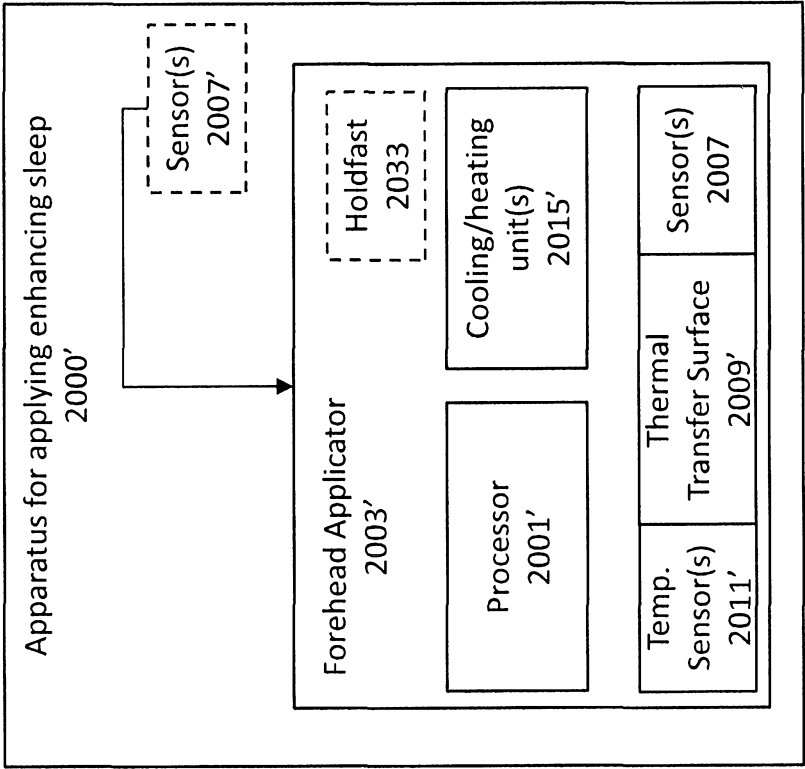 Apparatus for applying enhancing sleep
2000’
Sensor(s)
2007’
Forehead Applicator
2003’
Holdfast
2033
Processor
2001’
Cooling/heating
unit(s)
2015’
Temp.
Sensor(s)
2011’
Thermal
Transfer Surface
2009’
Sensor(s)
2007